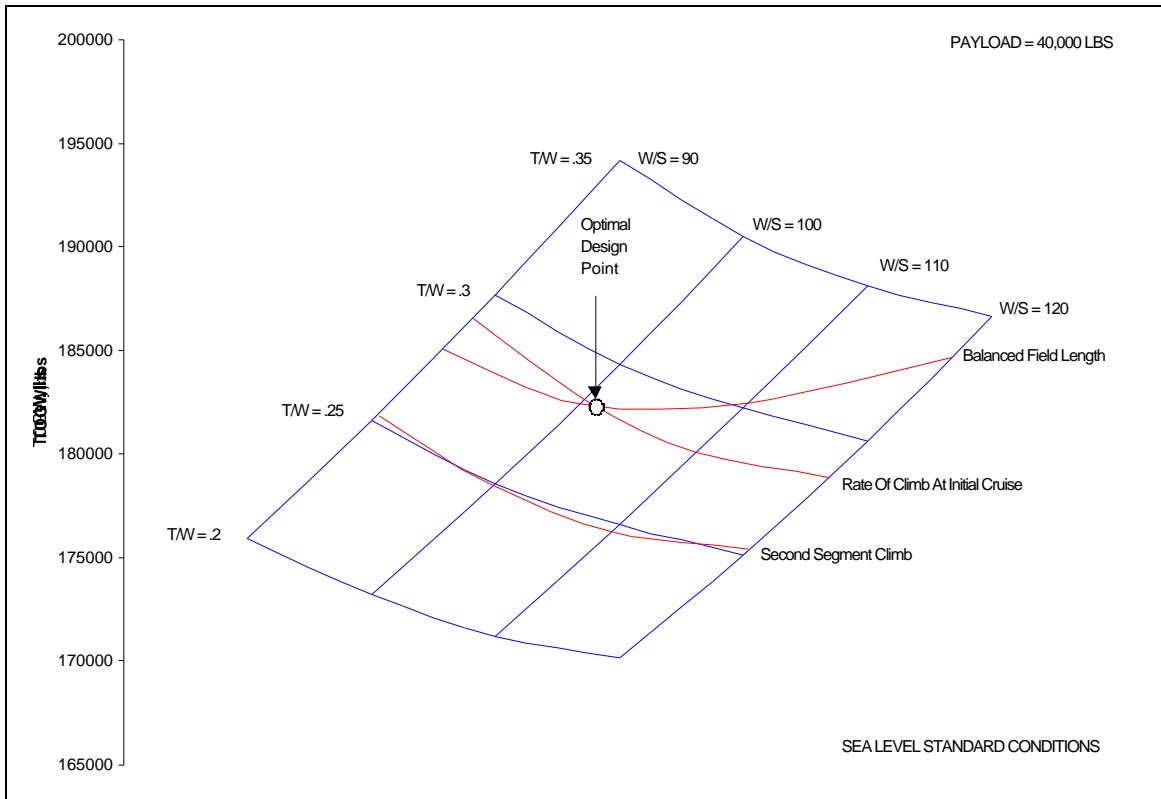 200000
PAYLOAD = 40,000 LBS
195000
T/W = .35
W/S = 90
190000
Optimal
Design
Point
W/S = 100
W/S = 110
T/W = .3
W/S = 120
185000
Balanced Field Length
T/W = .25
180000
Rate Of Climb At Initial Cruise
T/W = .2
175000
Second Segment Climb
170000
SEA LEVEL STANDARD CONDITIONS
165000